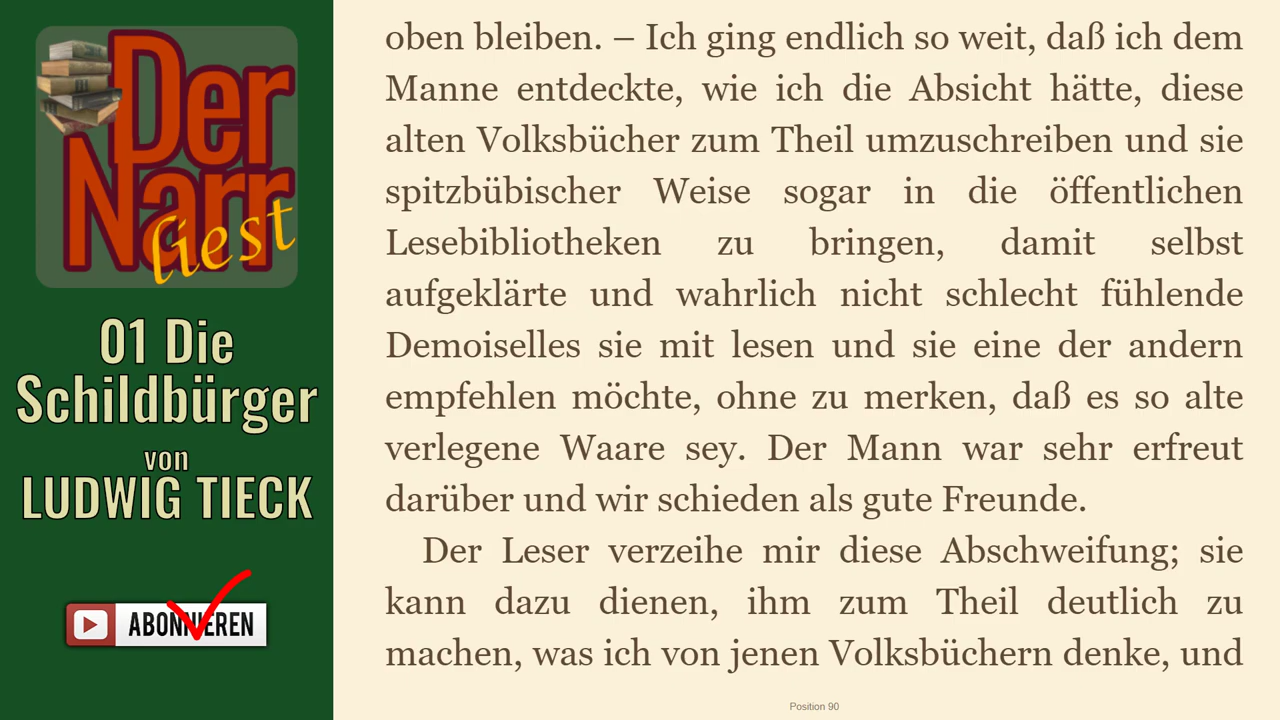 Der
Narr
liest
01 Die
Schildbürger
von
LUDWIG TIECK
ABONNIEREN
oben bleiben. – Ich ging endlich so weit, daß ich dem
Manne entdeckte, wie ich die Absicht hätte, diese
alten Volksbücher zum Theil umzuschreiben und sie
spitzbübischer Weise sogar in die öffentlichen
Lesebibliotheken zu bringen, damit selbst
aufgeklärte und wahrlich nicht schlecht fühlende
Demoiselles sie mit lesen und sie eine der andern
empfehlen möchte, ohne zu merken, daß es so alte
verlegene Waare sey. Der Mann war sehr erfreut
darüber und wir schieden als gute Freunde.
Der Leser verzeihe mir diese Abschweifung; sie
kann dazu dienen, ihm zum Theil deutlich zu
machen, was ich von jenen Volksbüchern denke, und
Position 90